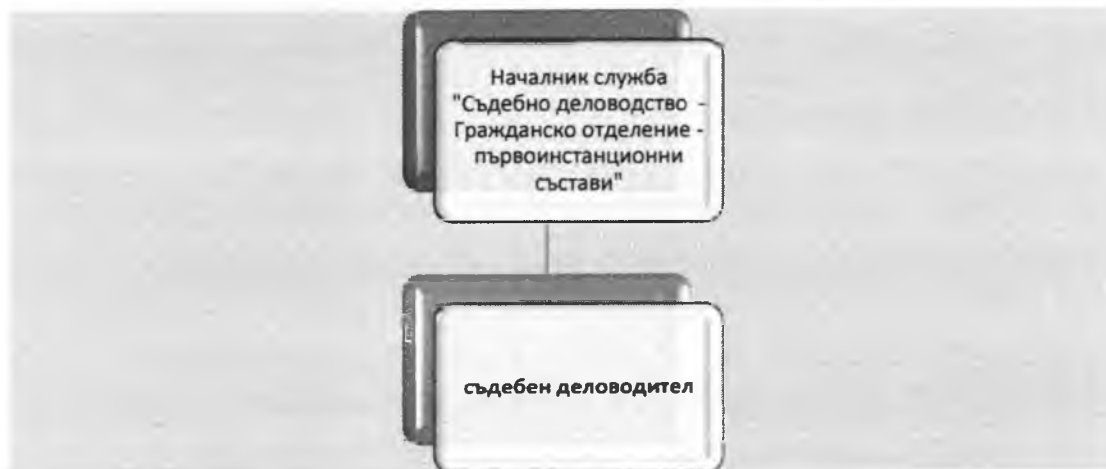 Началник служба
"Съдебно деловодство -
Гражданско отделение -
първоинстанционни
състави"
съдебен деловодител